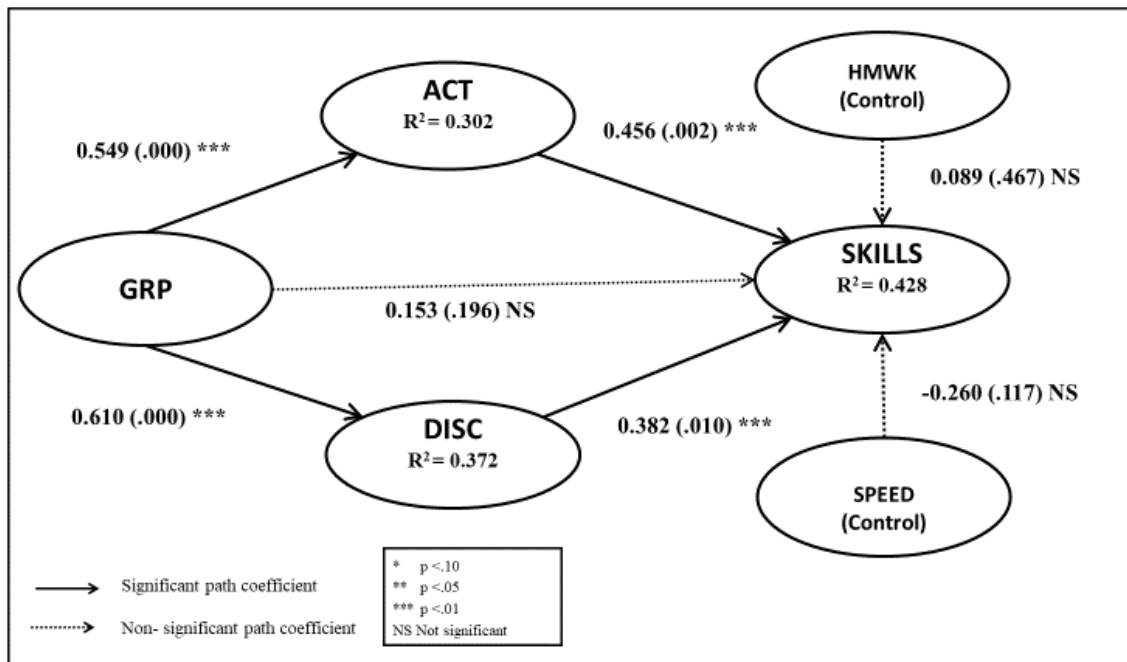 HMWK
(Control)
ACT
R² = 0.302
0.456 (.002) ***
0.549 (.000) ***
0.089 (.467) NS
SKILLS
R² = 0.428
GRP
0.153 (.196) NS
0.610 (.000) ***
DISC
R² = 0.372
0.382 (.010) ***
-0.260 (.117) NS
SPEED
(Control)
Significant path coefficient
Non- significant path coefficient
* p <.10
** p <.05
*** p <.01
NS Not significant